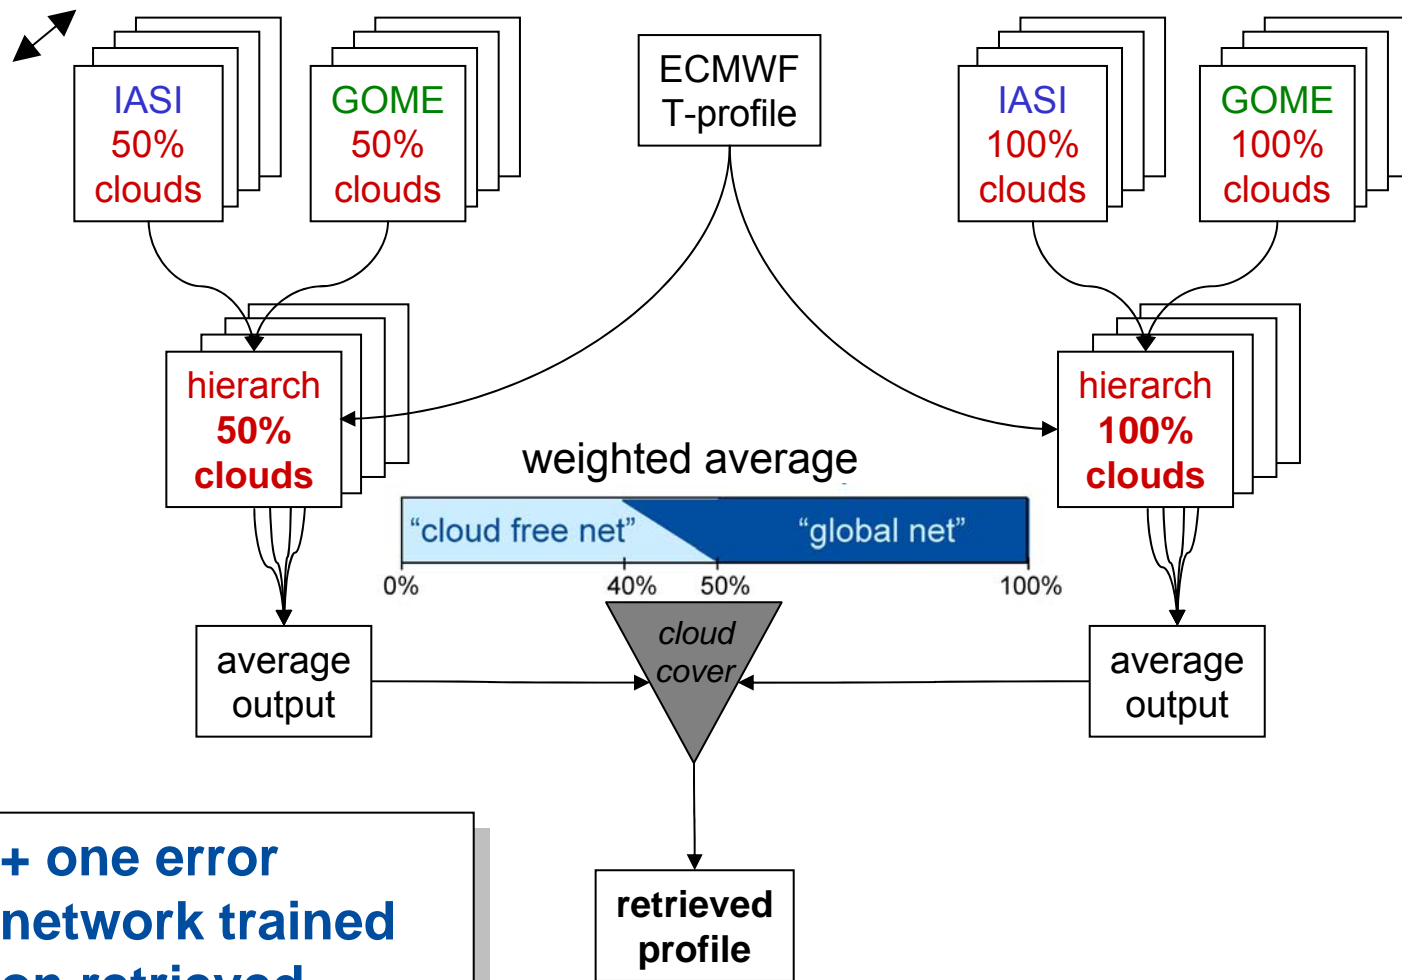 IASI
50%
clouds
GOME
50%
clouds
ECMWF
T-profile
IASI
100%
clouds
GOME
100%
clouds
hierarch
50%
clouds
hierarch
100%
clouds
weighted average
“cloud free net”
“global net”
0%
40%
50%
100%
cloud
cover
average
output
average
output
+ one error
network trained
on retrieved
retrieved
profile